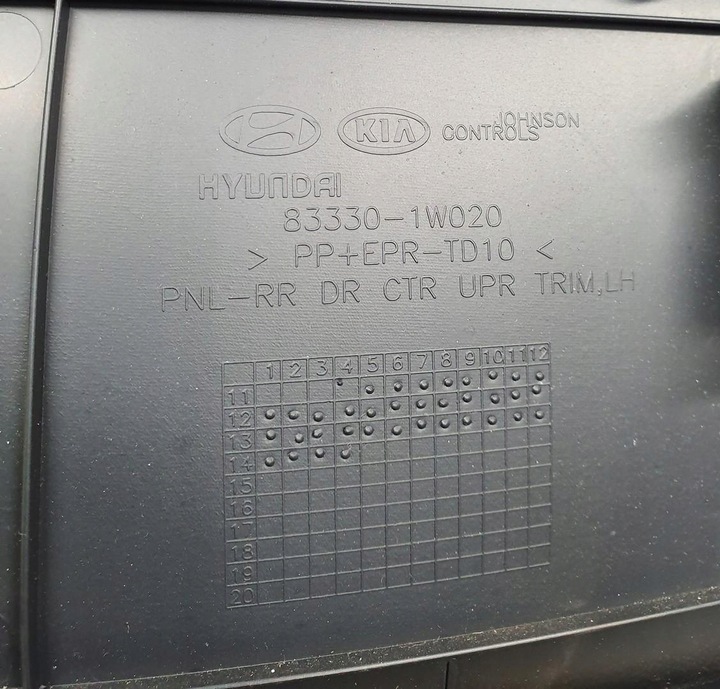 KIA
JOHNSON
CONTROLS
HYUNDAI
83330-1W020
> PP+EPR-TD10 <
PNL-RR DR CTR UPR TRIM,LH
1 2 3 4 5 6 7 8 9 10 11 12
11
12
13
14
15
16
17
18
19
20